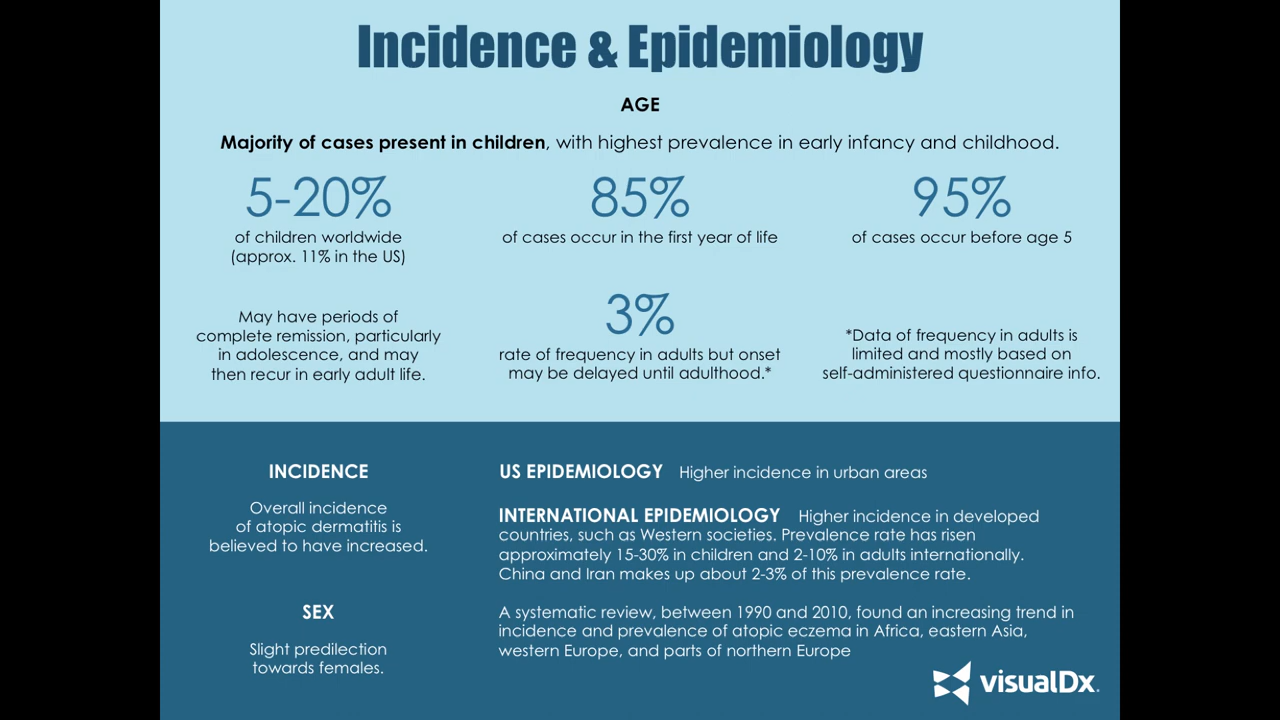 Incidence & Epidemiology
AGE
Majority of cases present in children, with highest prevalence in early infancy and childhood.
5-20%
of children worldwide
(approx. 11% in the US)
85%
of cases occur in the first year of life
95%
of cases occur before age 5
May have periods of
complete remission, particularly
in adolescence, and may
then recur in early adult life.
3%
rate of frequency in adults but onset
may be delayed until adulthood.*
*Data of frequency in adults is
limited and mostly based on
self-administered questionnaire info.
INCIDENCE
Overall incidence
of atopic dermatitis is
believed to have increased.
SEX
Slight predilection
towards females.
US EPIDEMIOLOGY Higher incidence in urban areas
INTERNATIONAL EPIDEMIOLOGY Higher incidence in developed
countries, such as Western societies. Prevalence rate has risen
approximately 15-30% in children and 2-10% in adults internationally.
China and Iran makes up about 2-3% of this prevalence rate.
A systematic review, between 1990 and 2010, found an increasing trend in
incidence and prevalence of atopic eczema in Africa, eastern Asia,
western Europe, and parts of northern Europe
visualDx.